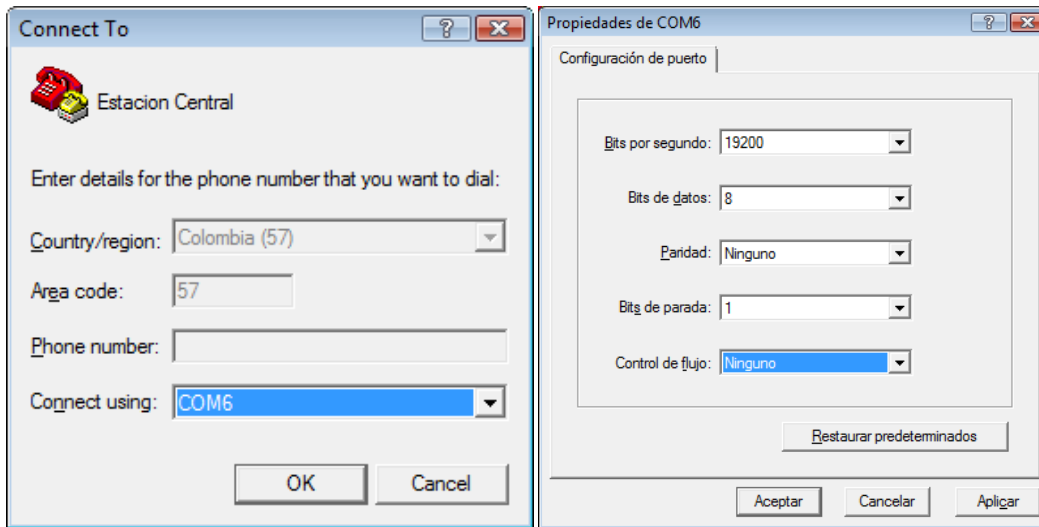 Connect To
Estacion Central
Enter details for the phone number that you want to dial:
Country/region: Colombia (57)
Area code: 57
Phone number:
Connect using: COM6
OK Cancel
Propiedades de COM6
Configuración de puerto
Bits por segundo: 19200
Bits de datos: 8
Paridad: Ninguno
Bits de parada: 1
Control de flujo: Ninguno
Restaurar predeterminados
Aceptar Cancelar Aplicar